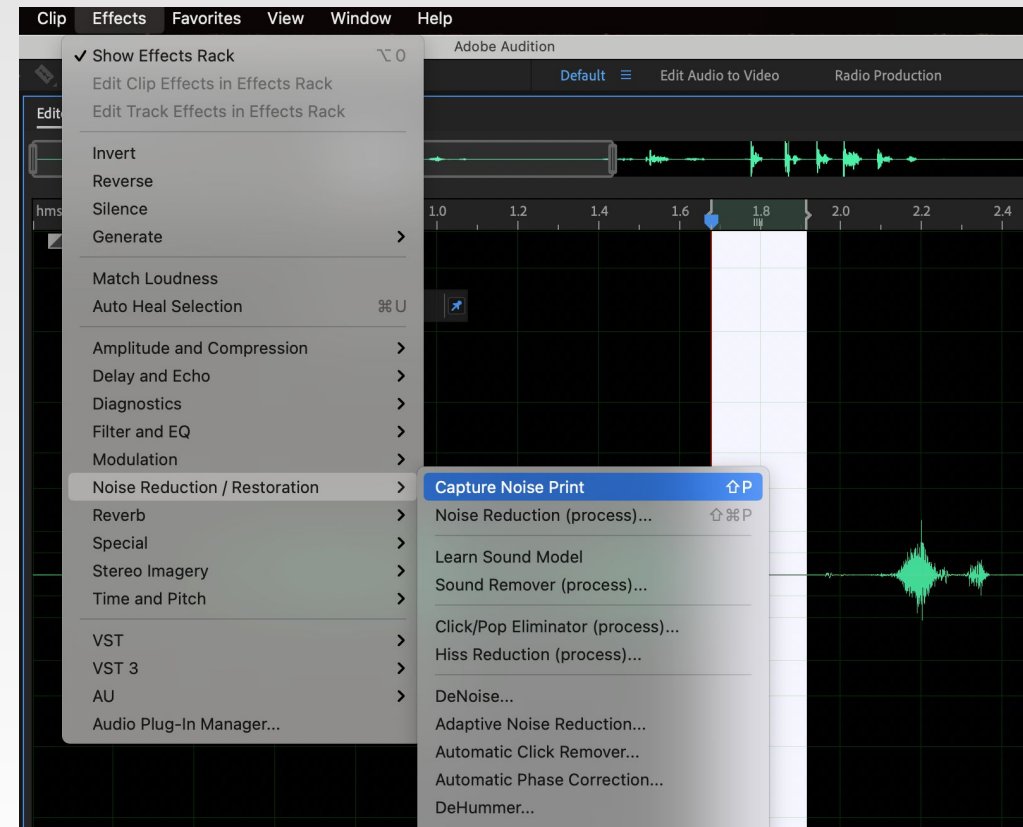 Clip Effects Favorites View Window Help
Adobe Audition
Default Edit Audio to Video Radio Production
✓ Show Effects Rack ⌥0
Edit Clip Effects in Effects Rack
Edit Track Effects in Effects Rack
Invert
Reverse
Silence
Generate >
Match Loudness
Auto Heal Selection ⌘U
Amplitude and Compression >
Delay and Echo >
Diagnostics >
Filter and EQ >
Modulation >
Noise Reduction / Restoration >
Reverb >
Special >
Stereo Imagery >
Time and Pitch >
VST >
VST 3 >
AU >
Audio Plug-In Manager...
hms 1.0 1.2 1.4 1.6 1.8 2.0 2.2 2.4
Capture Noise Print ⇧P
Noise Reduction (process)... ⇧⌘P
Learn Sound Model
Sound Remover (process)...
Click/Pop Eliminator (process)...
Hiss Reduction (process)...
DeNoise...
Adaptive Noise Reduction...
Automatic Click Remover...
Automatic Phase Correction...
DeHummer...